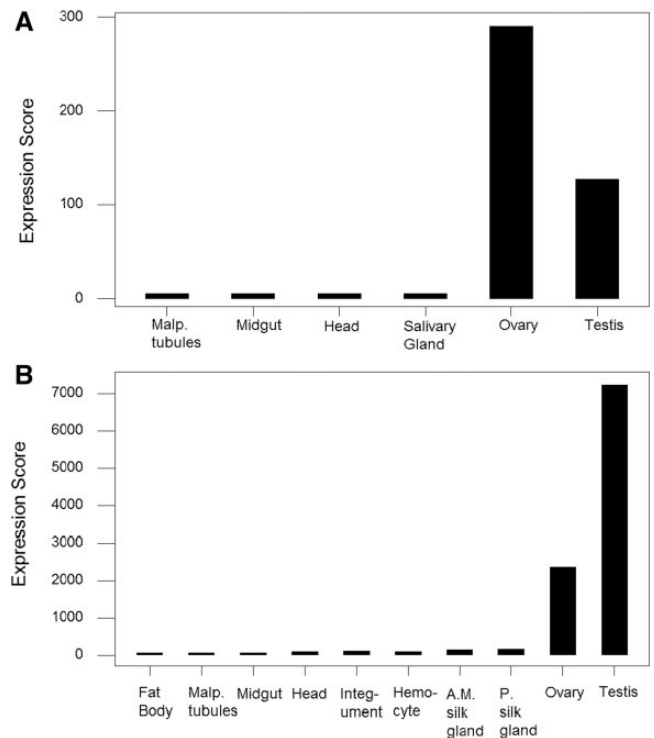 A
Expression Score
300
200
100
0
Malp.
tubules
Midgut
Head
Salivary
Gland
Ovary
Testis
B
Expression Score
7000
6000
5000
4000
3000
2000
1000
0
Fat
Body
Malp.
tubules
Midgut
Head
Integ-
ument
Hemo-
cyte
A.M.
silk
gland
P.
silk
gland
Ovary
Testis